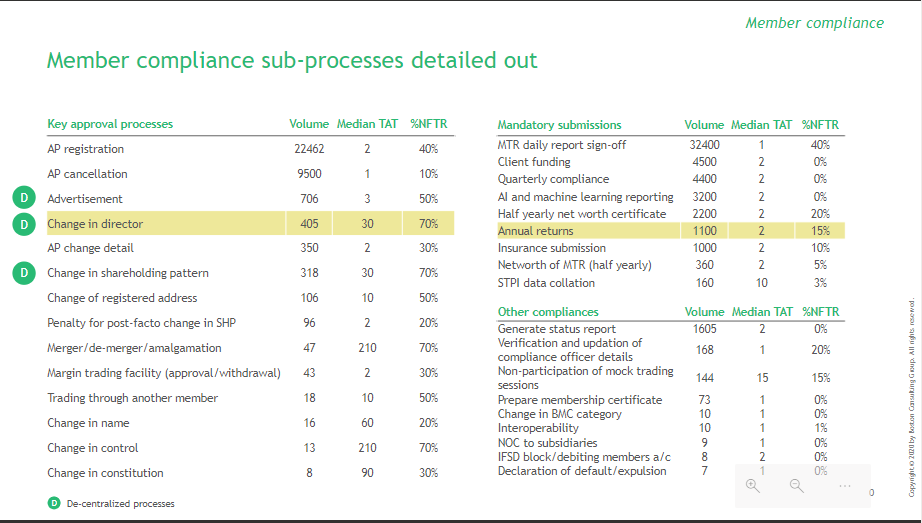 Member compliance
Member compliance sub-processes detailed out
Key approval processes Volume Median TAT %NFTR
AP registration 22462 2 40%
AP cancellation 9500 1 10%
D Advertisement 706 3 50%
D Change in director 405 30 70%
AP change detail 350 2 30%
D Change in shareholding pattern 318 30 70%
Change of registered address 106 10 50%
Penalty for post-facto change in SHP 96 2 20%
Merger/de-merger/amalgamation 47 210 70%
Margin trading facility (approval/withdrawal) 43 2 30%
Trading through another member 18 10 50%
Change in name 16 60 20%
Change in control 13 210 70%
Change in constitution 8 90 30%
D De-centralized processes
Mandatory submissions Volume Median TAT %NFTR
MTR daily report sign-off 32400 1 40%
Client funding 4500 2 0%
Quarterly compliance 4400 2 0%
AI and machine learning reporting 3200 2 0%
Half yearly net worth certificate 2200 2 20%
Annual returns 1100 2 15%
Insurance submission 1000 2 10%
Networth of MTR (half yearly) 360 2 5%
STPI data collation 160 10 3%
Other compliances Volume Median TAT %NFTR
Generate status report 1605 2 0%
Verification and updation of
compliance officer details 168 1 20%
Non-participation of mock trading
sessions 144 15 15%
Prepare membership certificate 73 1 0%
Change in BMC category 10 1 0%
Interoperability 10 1 1%
NOC to subsidiaries 9 1 0%
IFSD block/debiting members a/c 8 2 0%
Declaration of default/expulsion 7 1 0%
0
Copyright © 2020 by Boston Consulting Group. All rights reserved.